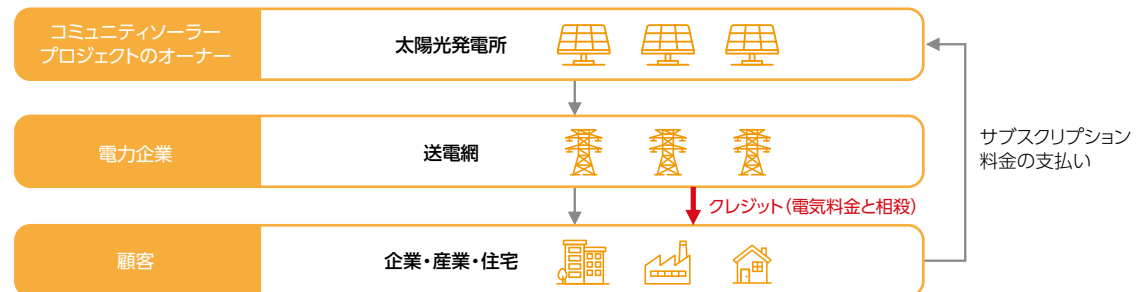 コミュニティソーラー
プロジェクトのオーナー
太陽光発電所
電力企業
送電網
サブスクリプション
料金の支払い
クレジット（電気料金と相殺）
顧客
企業・産業・住宅